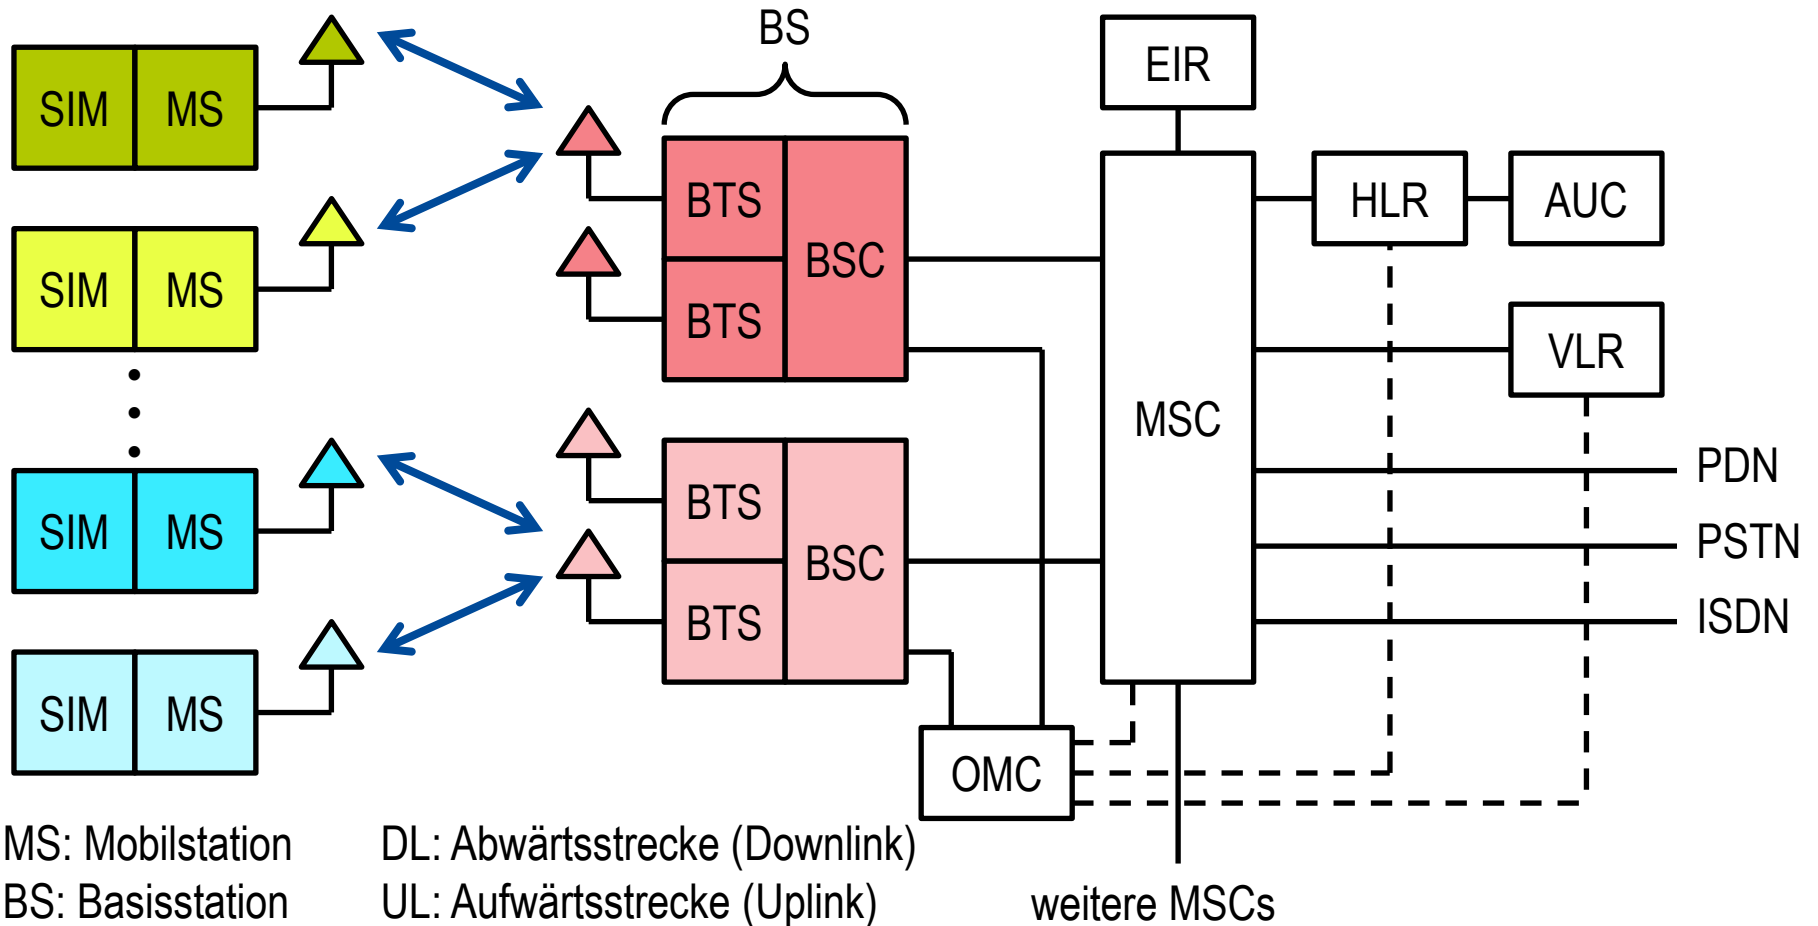 BS
EIR
SIM MS
BTS
BSC
HLR
AUC
SIM MS
BTS
VLR
MSC
PDN
SIM MS
BTS
BSC
PSTN
BTS
ISDN
SIM MS
OMC
MS: Mobilstation
DL: Abwärtsstrecke (Downlink)
BS: Basisstation
UL: Aufwärtsstrecke (Uplink)
weitere MSCs